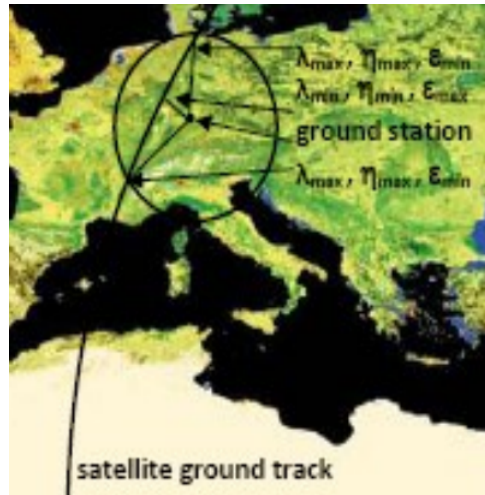 λmax, ηmax, εmin
λmin, ηmin, εmax
ground station
λmax, ηmax, εmin
satellite ground track